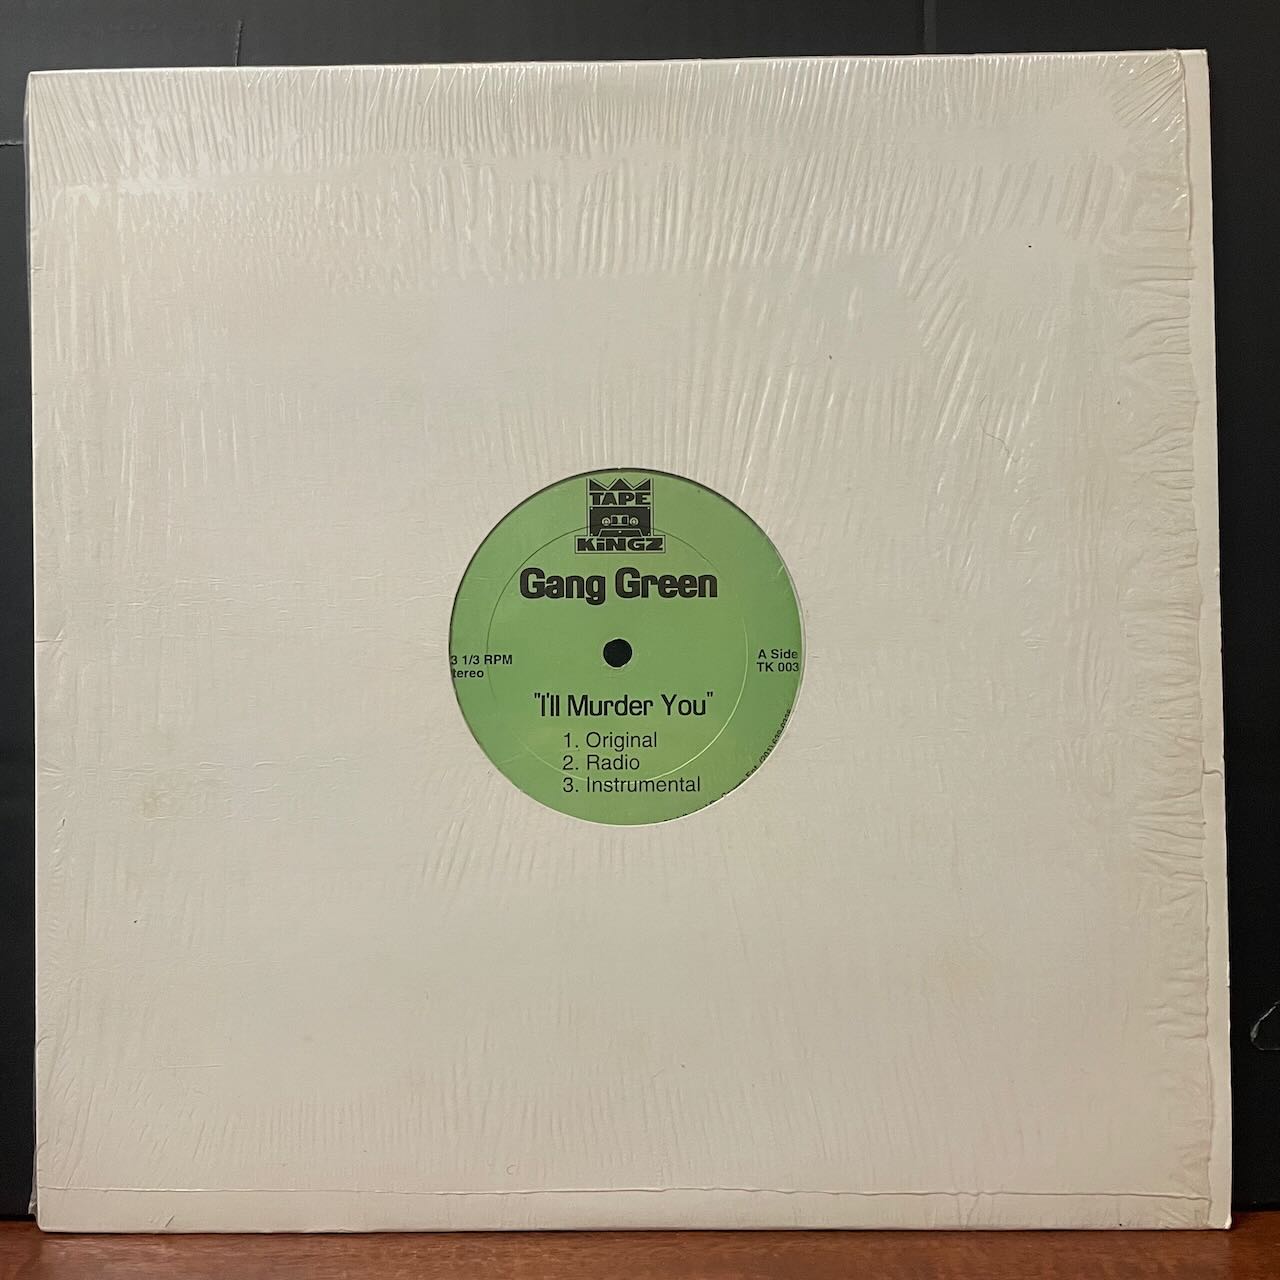 TAPE
KiNGZ
Gang Green
3 1/3 RPM
tereo
A Side
TK 003
"I'll Murder You"
1. Original
2. Radio
3. Instrumental